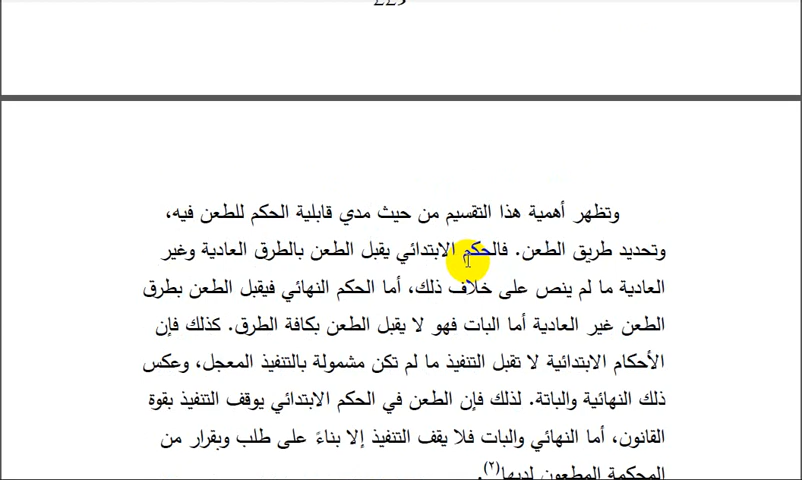 وتظهر أهمية هذا التقسيم من حيث مدي قابلية الحكم للطعن فيه،
وتحديد طريق الطعن. فالحكم الابتدائي يقبل الطعن بالطرق العادية وغير
العادية ما لم ينص على خلاف ذلك، أما الحكم النهائي فيقبل الطعن بطرق
الطعن غير العادية أما البات فهو لا يقبل الطعن بكافة الطرق. كذلك فإن
الأحكام الابتدائية لا تقبل التنفيذ ما لم تكن مشمولة بالتنفيذ المعجل، وعكس
ذلك النهائية والباتة. لذلك فإن الطعن في الحكم الابتدائي يوقف التنفيذ بقوة
القانون، أما النهائي والبات فلا يقف التنفيذ إلا بناءً على طلب وبقرار من
المحكمة المطعون لديها(٢).